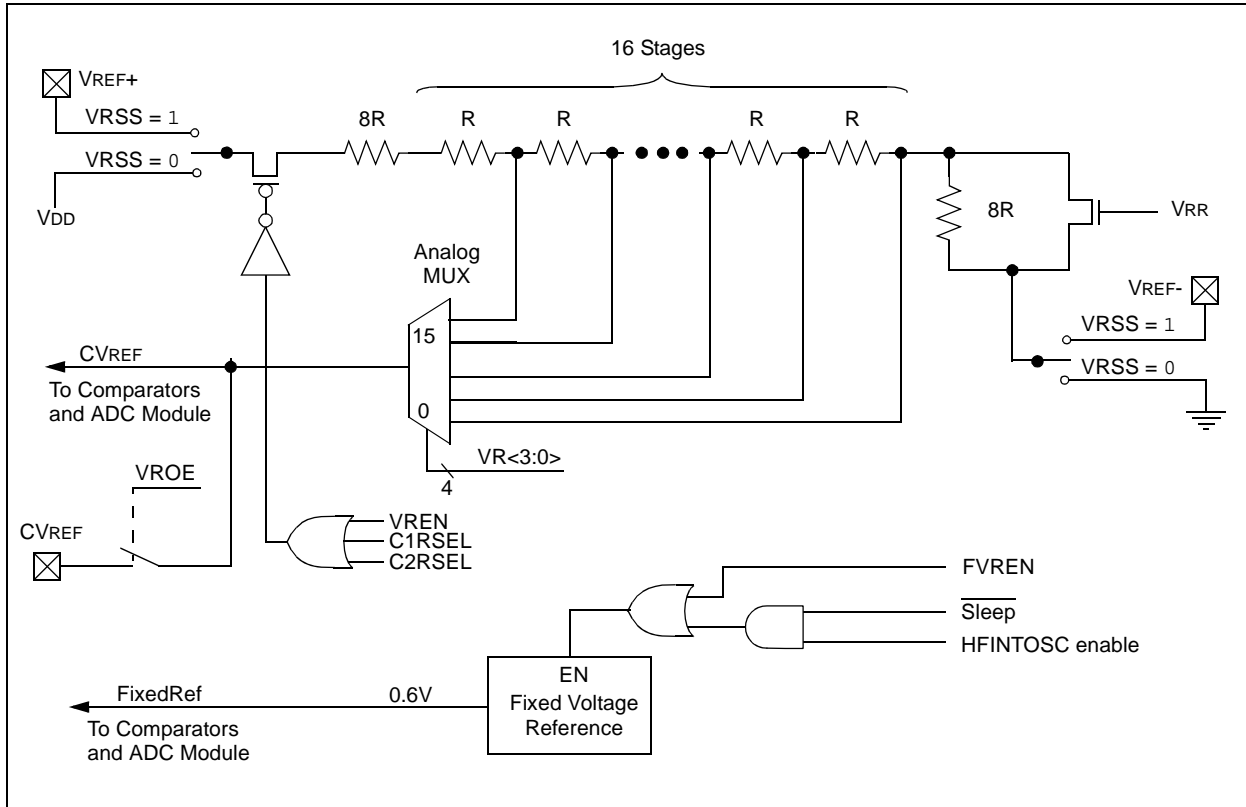 16 Stages
VREF+
VRSS = 1
8R
R
R
R
R
VRSS = 0
VDD
8R
VRR
Analog
MUX
VREF-
15
VRSS = 1
CVREF
VRSS = 0
To Comparators
and ADC Module
0
VR<3:0>
4
VROE
CVREF
VREN
C1RSEL
C2RSEL
FVREN
Sleep
HFINTOSC enable
EN
FixedRef
0.6V
Fixed Voltage
Reference
To Comparators
and ADC Module